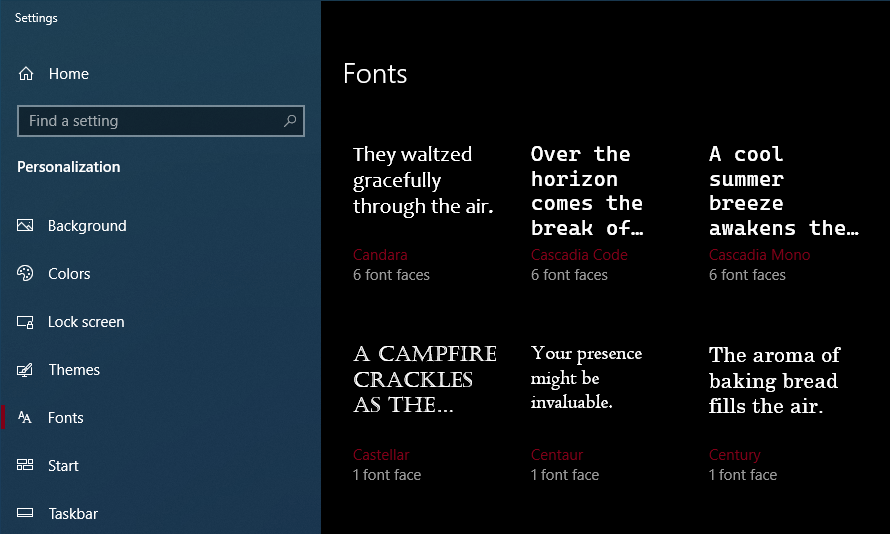 Settings
Home
Find a setting
Personalization
Background
Colors
Lock screen
Themes
Fonts
Start
Taskbar
Fonts
They waltzed
gracefully
through the air.
Candara
6 font faces
Over the
horizon
comes the
break of…
Cascadia Code
6 font faces
A cool
summer
breeze
awakens the…
Cascadia Mono
6 font faces
A CAMPFIRE
CRACKLES
AS THE…
Castellar
1 font face
Your presence
might be
invaluable.
Centaur
1 font face
The aroma of
baking bread
fills the air.
Century
1 font face